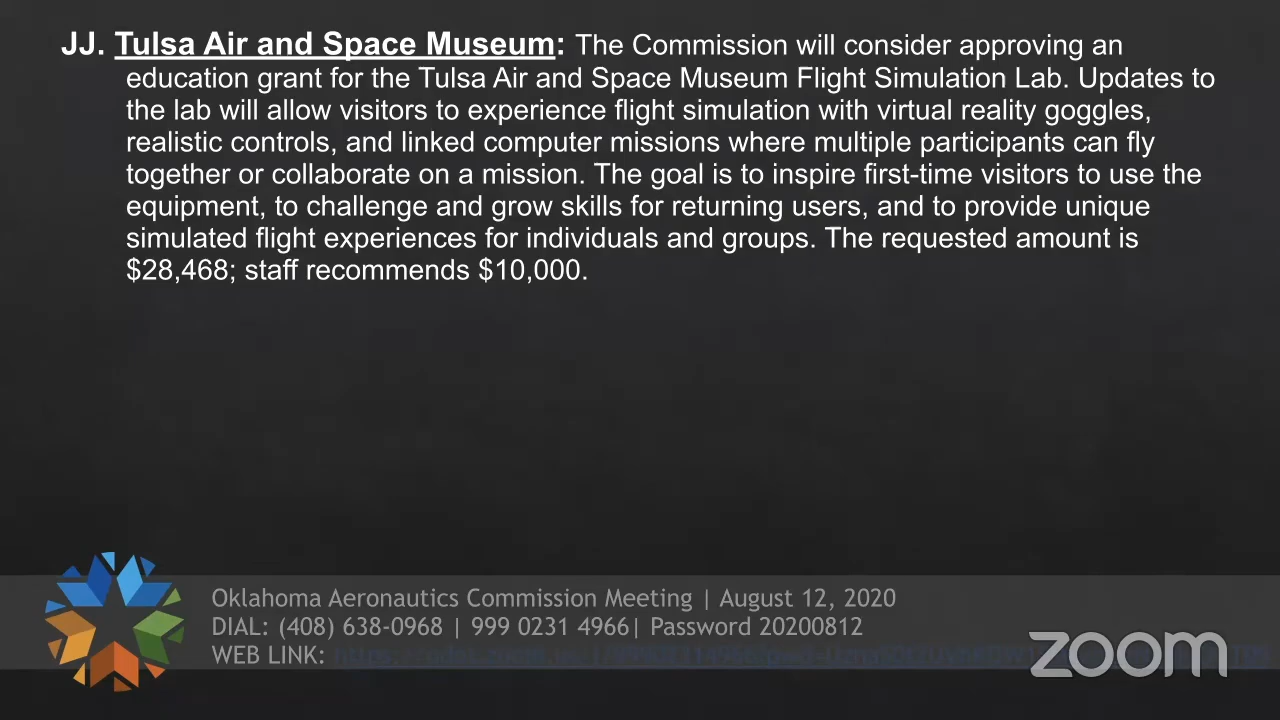 JJ. Tulsa Air and Space Museum: The Commission will consider approving an
education grant for the Tulsa Air and Space Museum Flight Simulation Lab. Updates to
the lab will allow visitors to experience flight simulation with virtual reality goggles,
realistic controls, and linked computer missions where multiple participants can fly
together or collaborate on a mission. The goal is to inspire first-time visitors to use the
equipment, to challenge and grow skills for returning users, and to provide unique
simulated flight experiences for individuals and groups. The requested amount is
$28,468; staff recommends $10,000.
Oklahoma Aeronautics Commission Meeting | August 12, 2020
DIAL: (408) 638-0968 | 999 0231 4966| Password 20200812
WEB LINK:
zoom